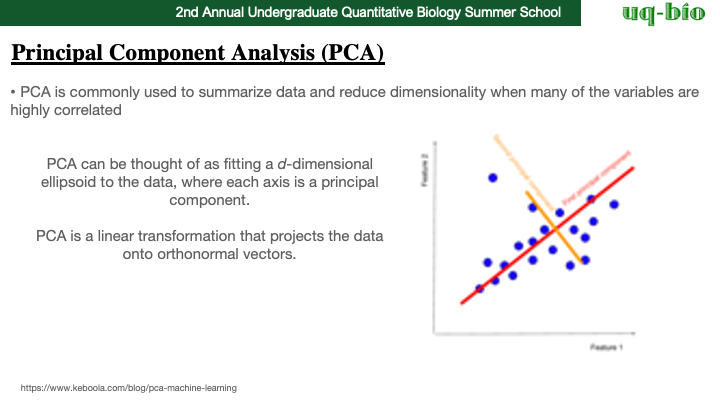 2nd Annual Undergraduate Quantitative Biology Summer School
uq-bio
Principal Component Analysis (PCA)
• PCA is commonly used to summarize data and reduce dimensionality when many of the variables are
highly correlated
PCA can be thought of as fitting a d-dimensional
ellipsoid to the data, where each axis is a principal
component.
PCA is a linear transformation that projects the data
onto orthonormal vectors.
Feature 2
Second principal component
First principal component
Feature 1
https://www.keboola.com/blog/pca-machine-learning